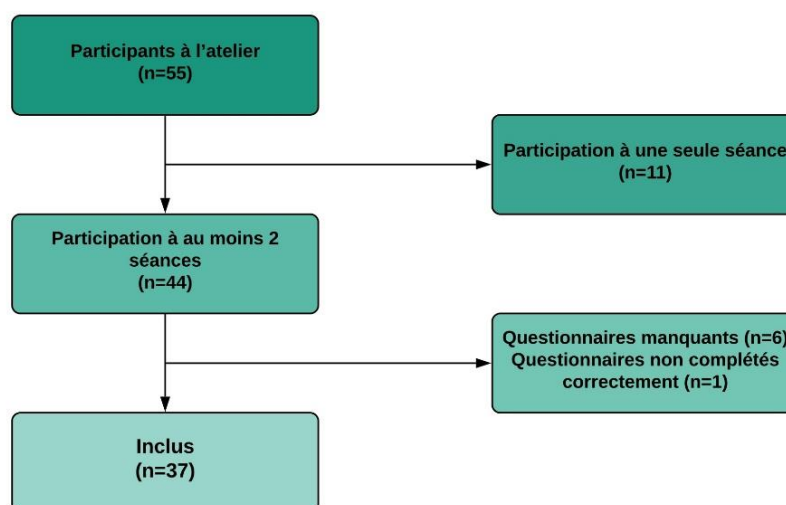 Participants à l’atelier
(n=55)
Participation à une seule séance
(n=11)
Participation à au moins 2
séances
(n=44)
Questionnaires manquants (n=6)
Questionnaires non complétés
correctement (n=1)
Inclus
(n=37)